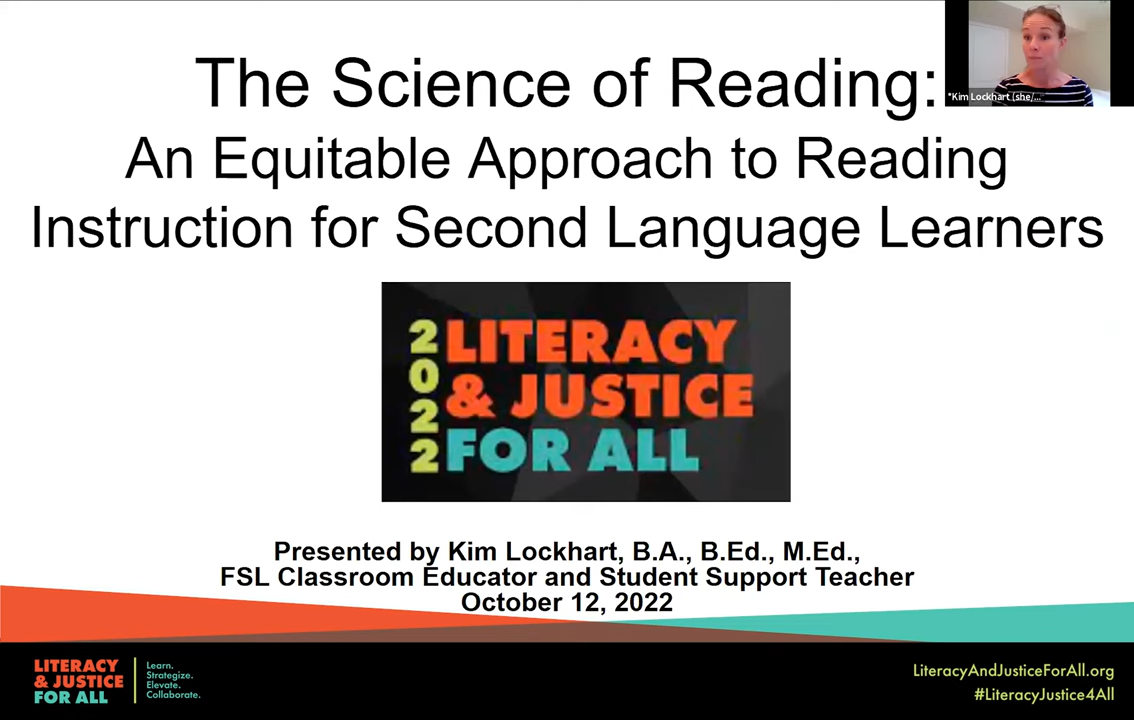 The Science of Reading:
An Equitable Approach to Reading
Instruction for Second Language Learners
"Kim Lockhart (she/..."
2022
LITERACY
& JUSTICE
FOR ALL
Presented by Kim Lockhart, B.A., B.Ed., M.Ed.,
FSL Classroom Educator and Student Support Teacher
October 12, 2022
LITERACY
& JUSTICE
FOR ALL
Learn.
Strategize.
Elevate.
Collaborate.
LiteracyAndJusticeForAll.org
#LiteracyJustice4All